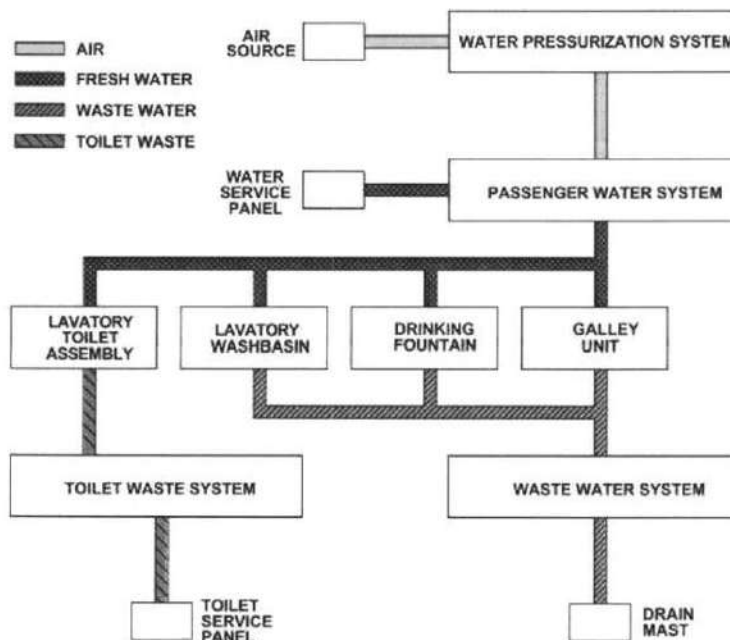 AIR
FRESH WATER
WASTE WATER
TOILET WASTE
AIR
SOURCE
WATER PRESSURIZATION SYSTEM
WATER
SERVICE
PANEL
PASSENGER WATER SYSTEM
LAVATORY
TOILET
ASSEMBLY
LAVATORY
WASHBASIN
DRINKING
FOUNTAIN
GALLEY
UNIT
TOILET WASTE SYSTEM
WASTE WATER SYSTEM
TOILET
SERVICE
PANEL
DRAIN
MAST